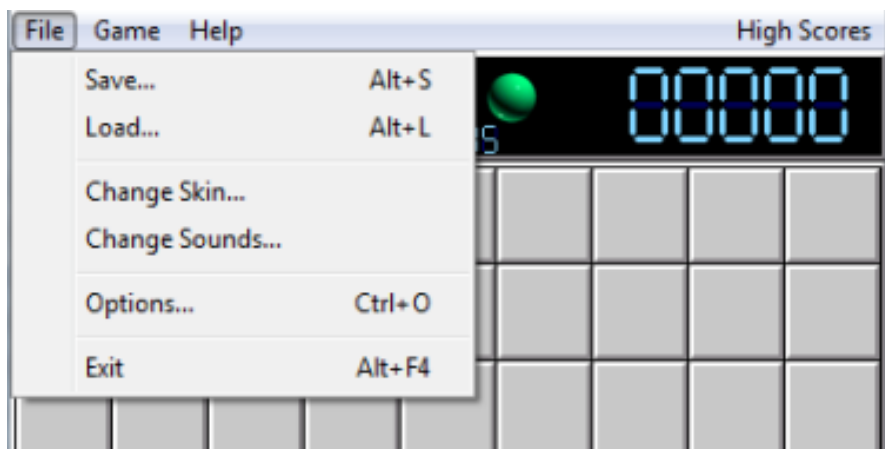 File Game Help High Scores
00000
Save... Alt+S
Load... Alt+L
Change Skin...
Change Sounds...
Options... Ctrl+O
Exit Alt+F4